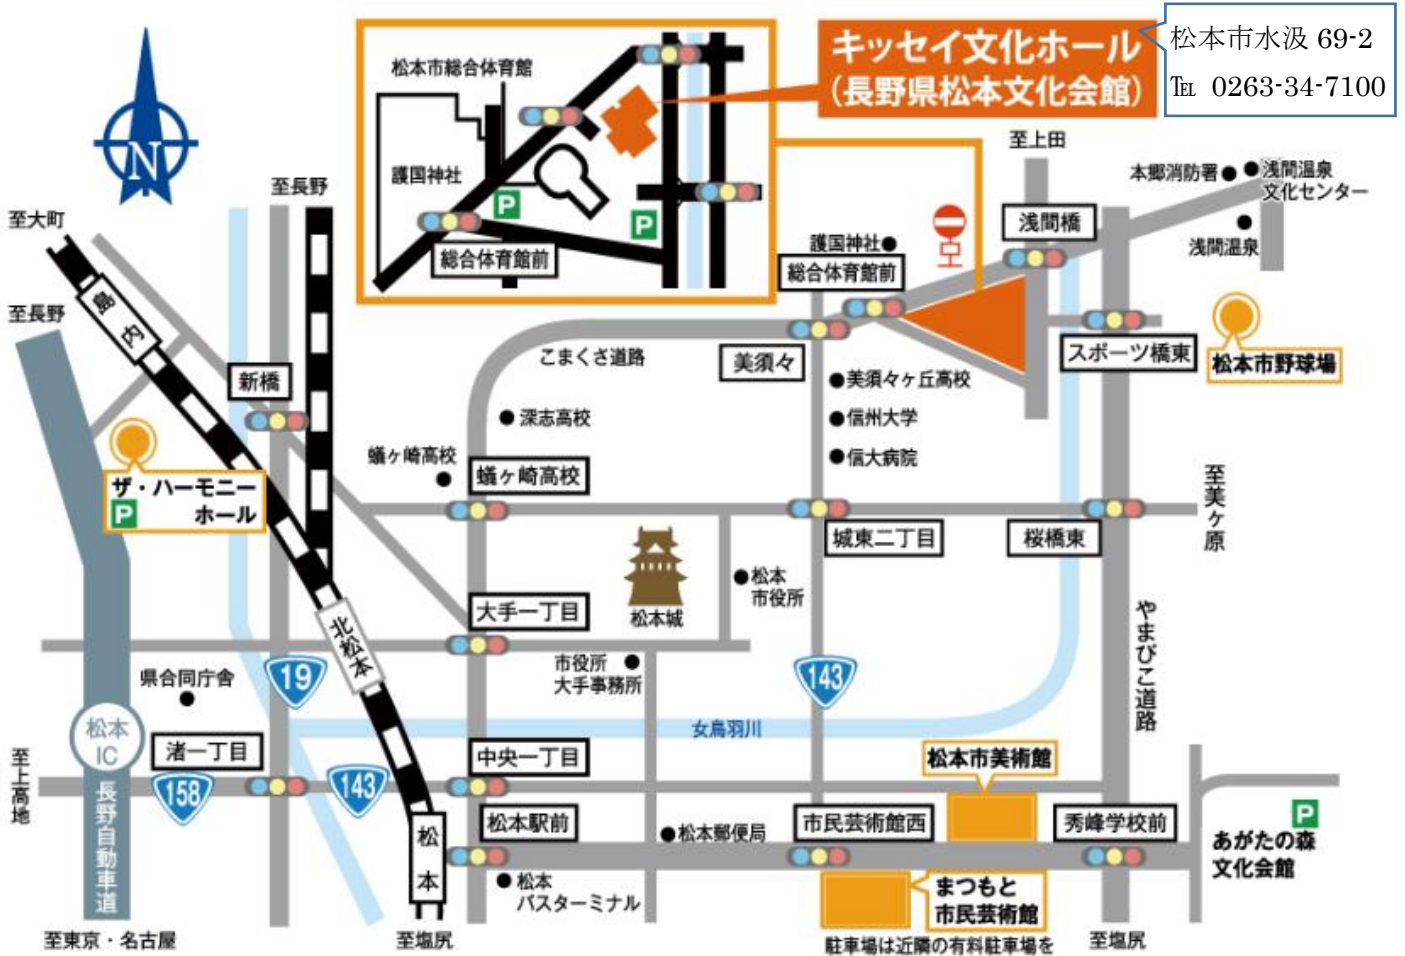 キッセイ文化ホール
(長野県松本文化会館)
松本市水汲 69-2
℡ 0263-34-7100
N
松本市総合体育館
護国神社
P
P
総合体育館前
至上田
本郷消防署
浅間温泉
文化センター
浅間温泉
浅間橋
護国神社
総合体育館前
至長野
至大町
至長野
島内
新橋
こまくさ道路
美須々
スポーツ橋東
松本市野球場
美須々ヶ丘高校
信州大学
信大病院
深志高校
蟻ヶ崎高校
蟻ヶ崎高校
ザ・ハーモニー
P ホール
城東二丁目
桜橋東
至美ヶ原
松本城
松本
市役所
大手一丁目
北松本
市役所
大手事務所
県合同庁舎
19
143
やまびこ道路
女鳥羽川
松本
IC
渚一丁目
中央一丁目
松本市美術館
至上高地
158
143
長野自動車道
松本
松本駅前
松本郵便局
市民芸術館西
秀峰学校前
P
あがたの森
文化会館
松本
バスターミナル
まつもと
市民芸術館
至東京・名古屋
至塩尻
駐車場は近隣の有料駐車場を
至塩尻